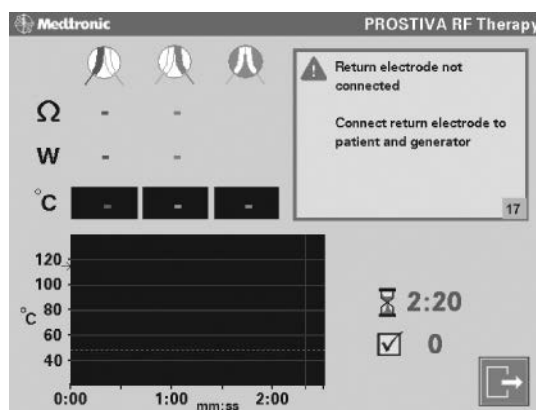 Medtronic
PROSTIVA RF Therapy
Return electrode not
connected
Connect return electrode to
patient and generator
17
Ω - -
W - -
°C - - -
120
100
80
60
40
°C
0:00 1:00 2:00
mm:ss
2:20
0